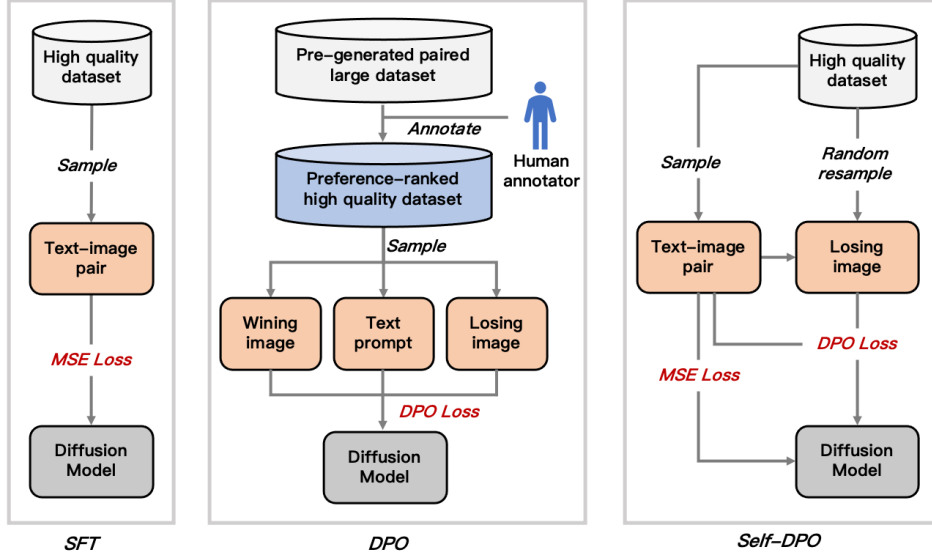 High quality
dataset
Sample
Text-image
pair
MSE Loss
Diffusion
Model
SFT
Pre-generated paired
large dataset
Annotate
Human
annotator
Preference-ranked
high quality dataset
Sample
Wining
image
Text
prompt
Losing
image
DPO Loss
Diffusion
Model
DPO
High quality
dataset
Sample
Random
resample
Text-image
pair
Losing
image
DPO Loss
MSE Loss
Diffusion
Model
Self-DPO